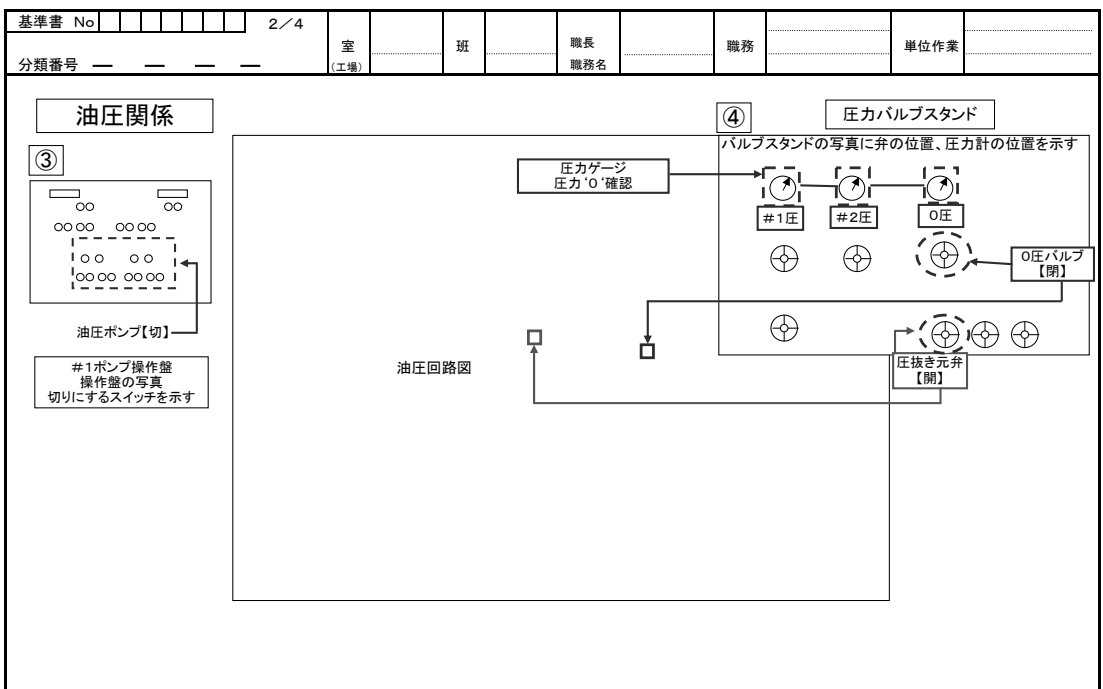 基準書 No 2／4
分類番号 ― ― ― ―
室
(工場)
班
職長
職務名
職務
単位作業
油圧関係
③
油圧ポンプ【切】
＃1ポンプ操作盤
操作盤の写真
切りにするスイッチを示す
油圧回路図
圧力ゲージ
圧力‘０‘確認
④
圧力バルブスタンド
バルブスタンドの写真に弁の位置、圧力計の位置を示す
＃1圧
＃2圧
O圧
O圧バルブ
【閉】
圧抜き元弁
【開】